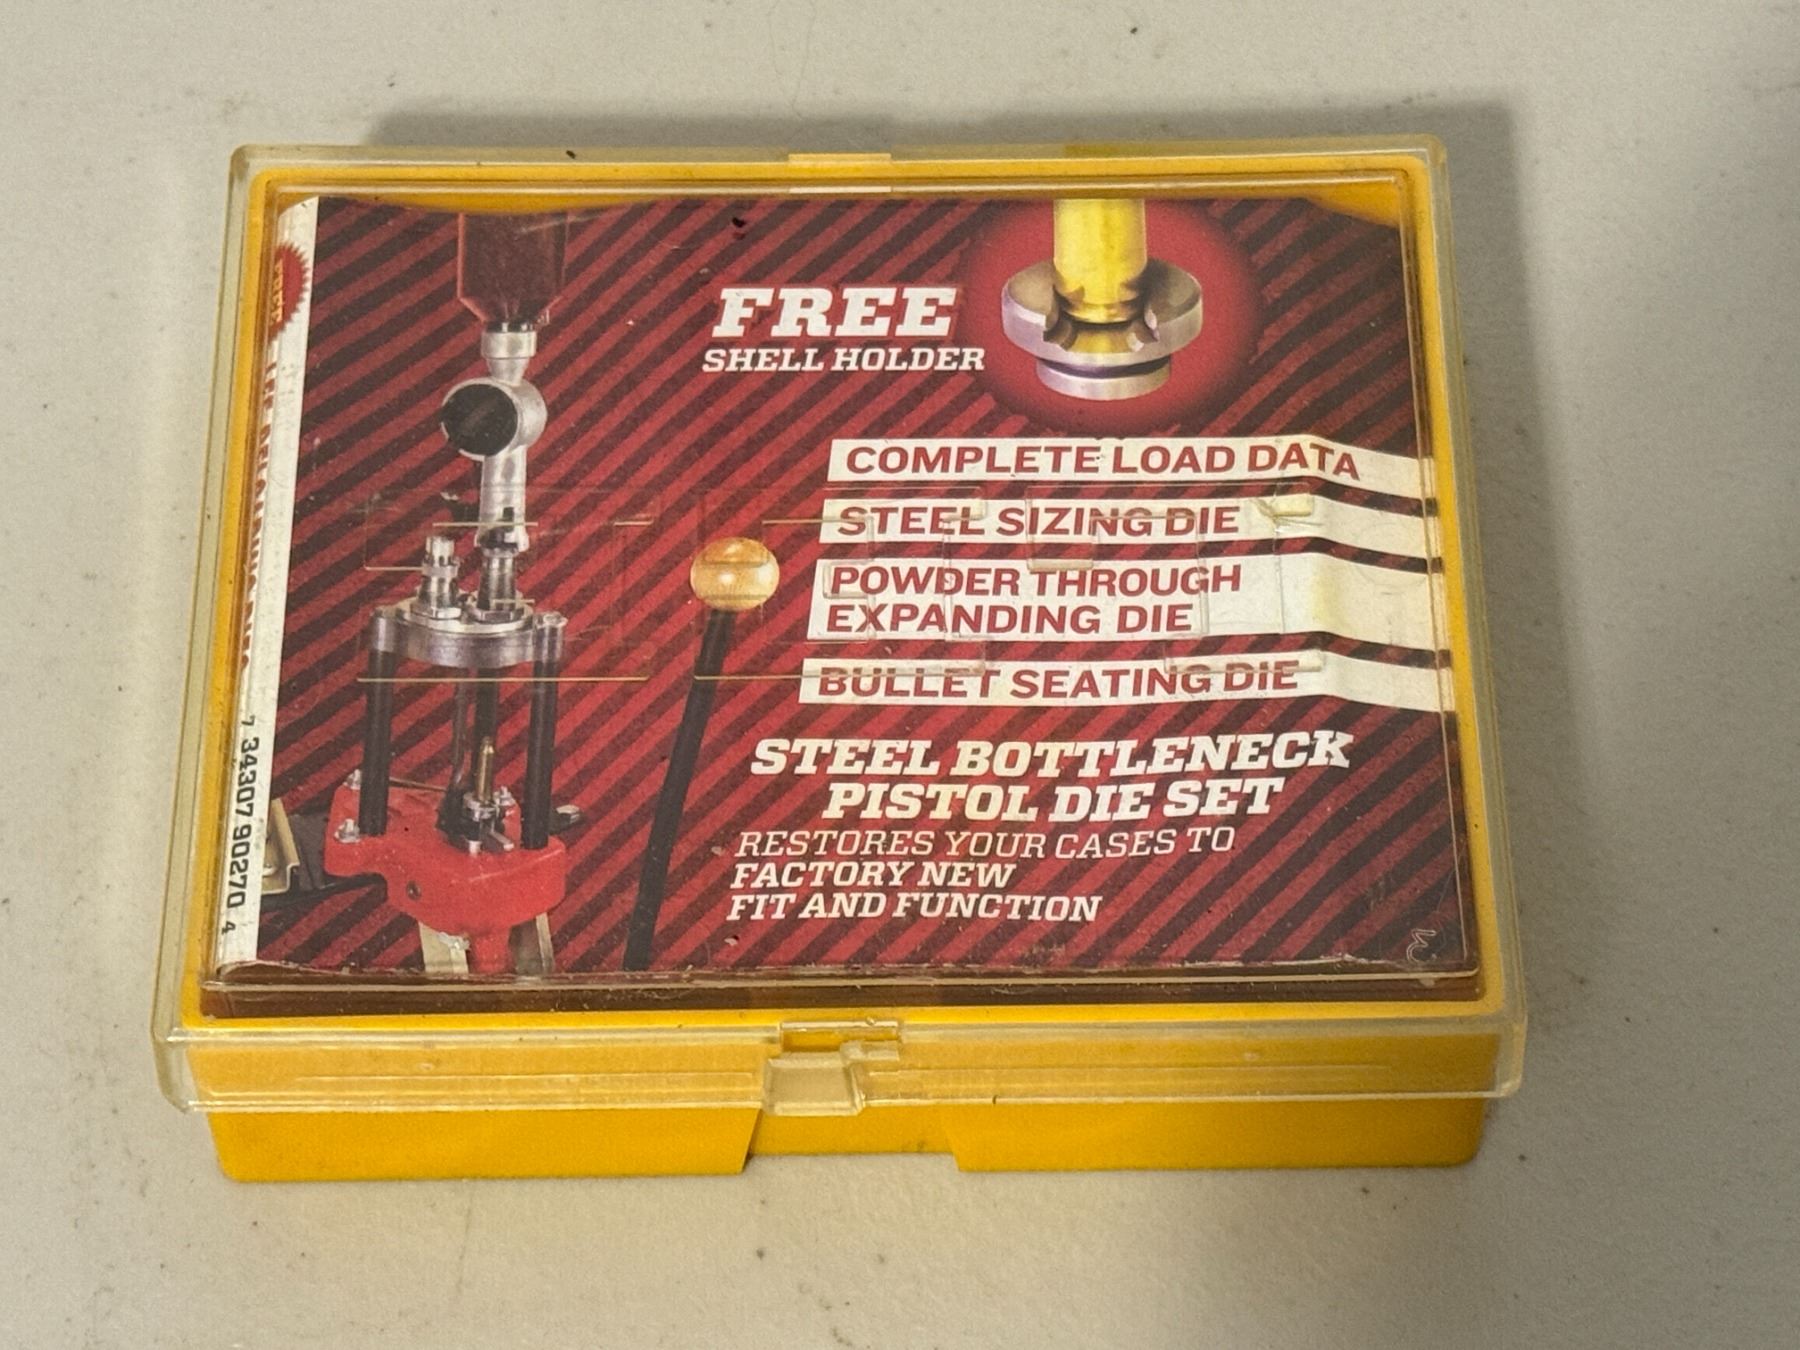 FREE
SHELL HOLDER
COMPLETE LOAD DATA
STEEL SIZING DIE
POWDER THROUGH
EXPANDING DIE
BULLET SEATING DIE
STEEL BOTTLENECK
PISTOL DIE SET
RESTORES YOUR CASES TO
FACTORY NEW
FIT AND FUNCTION
7 34307 90270 4